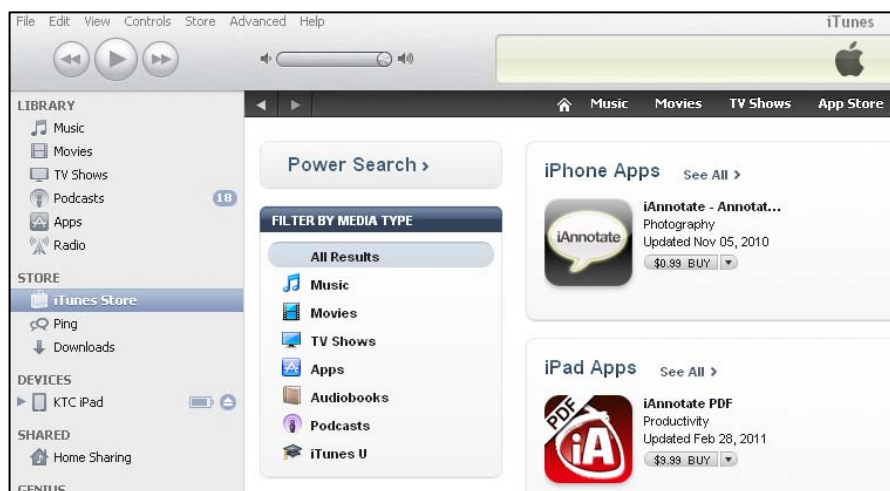 File Edit View Controls Store Advanced Help
iTunes
LIBRARY
Music
Movies
TV Shows
Podcasts 18
Apps
Radio
STORE
iTunes Store
Ping
Downloads
DEVICES
KTC iPad
SHARED
Home Sharing
GENIUS
Music Movies TV Shows App Store
Power Search >
FILTER BY MEDIA TYPE
All Results
Music
Movies
TV Shows
Apps
Audiobooks
Podcasts
iTunes U
iPhone Apps See All >
iAnnotate
iAnnotate - Annotat...
Photography
Updated Nov 05, 2010
$0.99 BUY
iPad Apps See All >
PDF
iA
iAnnotate PDF
Productivity
Updated Feb 28, 2011
$9.99 BUY